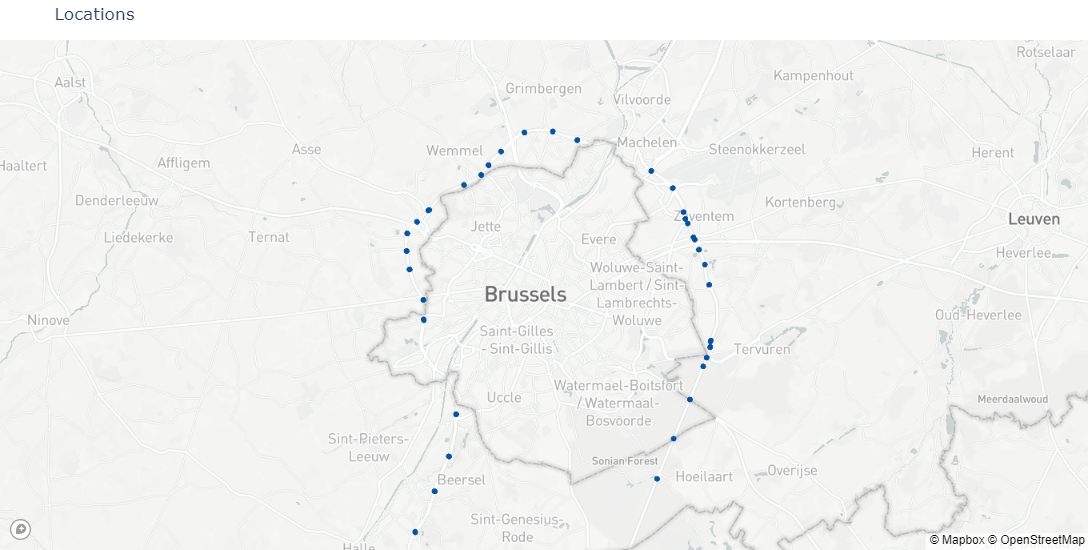 Locations
Rotselaar
Kampenhout
Aalst
Grimbergen
Vilvoorde
Machelen
Haaltert
Affligem
Asse
Wemmel
Steenokkerzeel
Herent
Denderleeuw
Kortenberg
Zaventem
Leuven
Liedekerke
Ternat
Jette
Evere
Heverlee
Woluwe-Saint-
Lambert / Sint-
Lambrechts-
Woluwe
Brussels
Ninove
Oud-Heverlee
Saint-Gilles
- Sint-Gillis
Tervuren
Watermael-Boitsfort
/ Watermaal-
Bosvoorde
Uccle
Meerdaalwoud
Sint-Pieters-
Leeuw
Sonian Forest
Beersel
Hoeilaart
Overijse
Sint-Genesius-
Rode
Halle
© Mapbox © OpenStreetMap